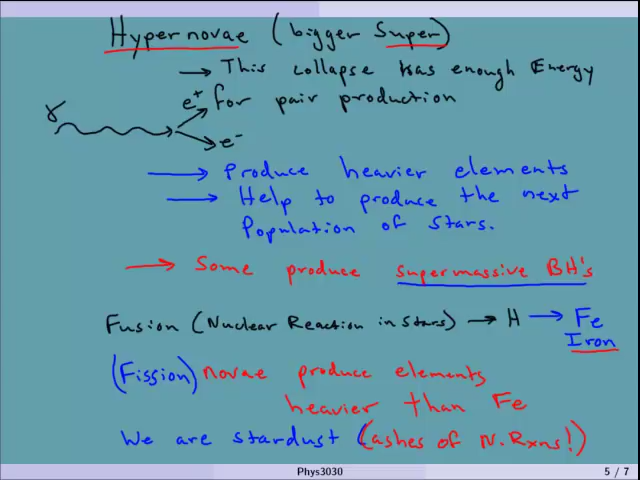 Hypernovae (bigger Super)
→ This collapse has enough Energy
γ e⁺ for pair production
e⁻
→ Produce heavier elements
→ Help to produce the next
Population of Stars.
→ Some produce supermassive BH's
Fusion (Nuclear Reaction in Stars) → H → Fe
Iron
(Fission) novae produce elements
heavier than Fe
We are stardust (ashes of N. Rxns!)
Phys3030 5 / 7